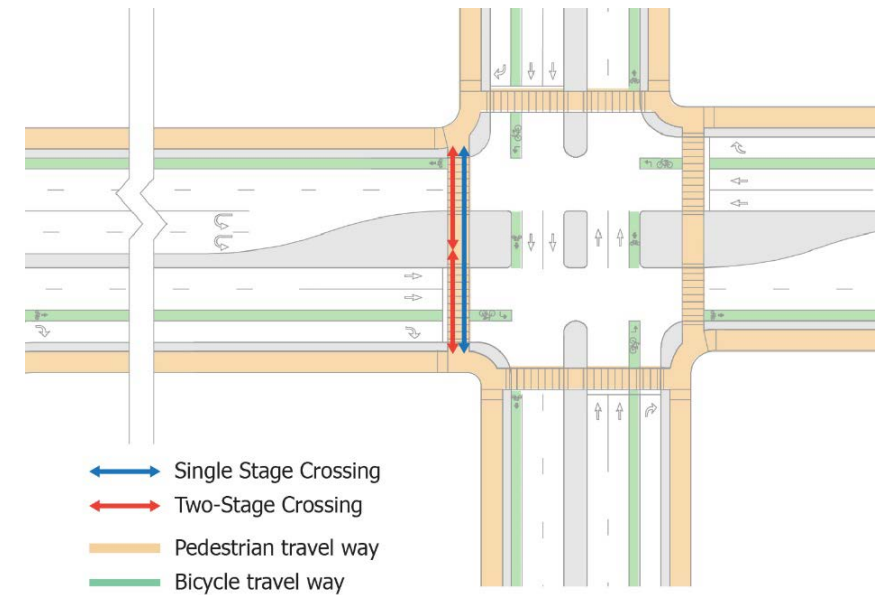 Single Stage Crossing
Two-Stage Crossing
Pedestrian travel way
Bicycle travel way